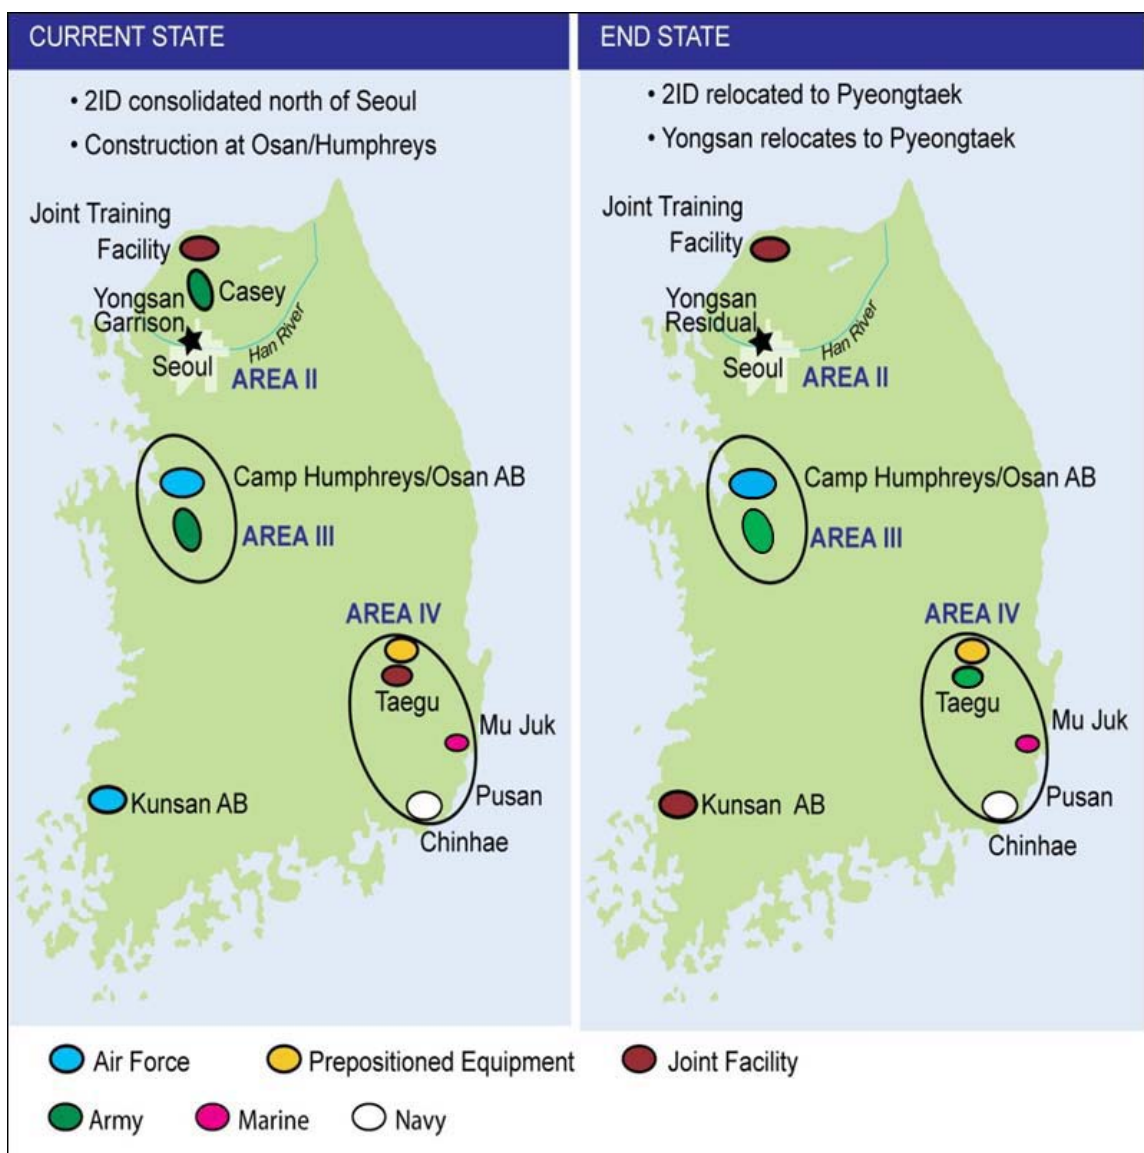 CURRENT STATE
• 2ID consolidated north of Seoul
• Construction at Osan/Humphreys
Joint Training
Facility
Casey
Yongsan
Garrison
Han River
Seoul
AREA II
Camp Humphreys/Osan AB
AREA III
AREA IV
Taegu
Mu Juk
Kunsan AB
Pusan
Chinhae
END STATE
• 2ID relocated to Pyeongtaek
• Yongsan relocates to Pyeongtaek
Joint Training
Facility
Yongsan
Residual
Han River
Seoul
AREA II
Camp Humphreys/Osan AB
AREA III
AREA IV
Taegu
Mu Juk
Kunsan AB
Pusan
Chinhae
Air Force
Prepositioned Equipment
Joint Facility
Army
Marine
Navy